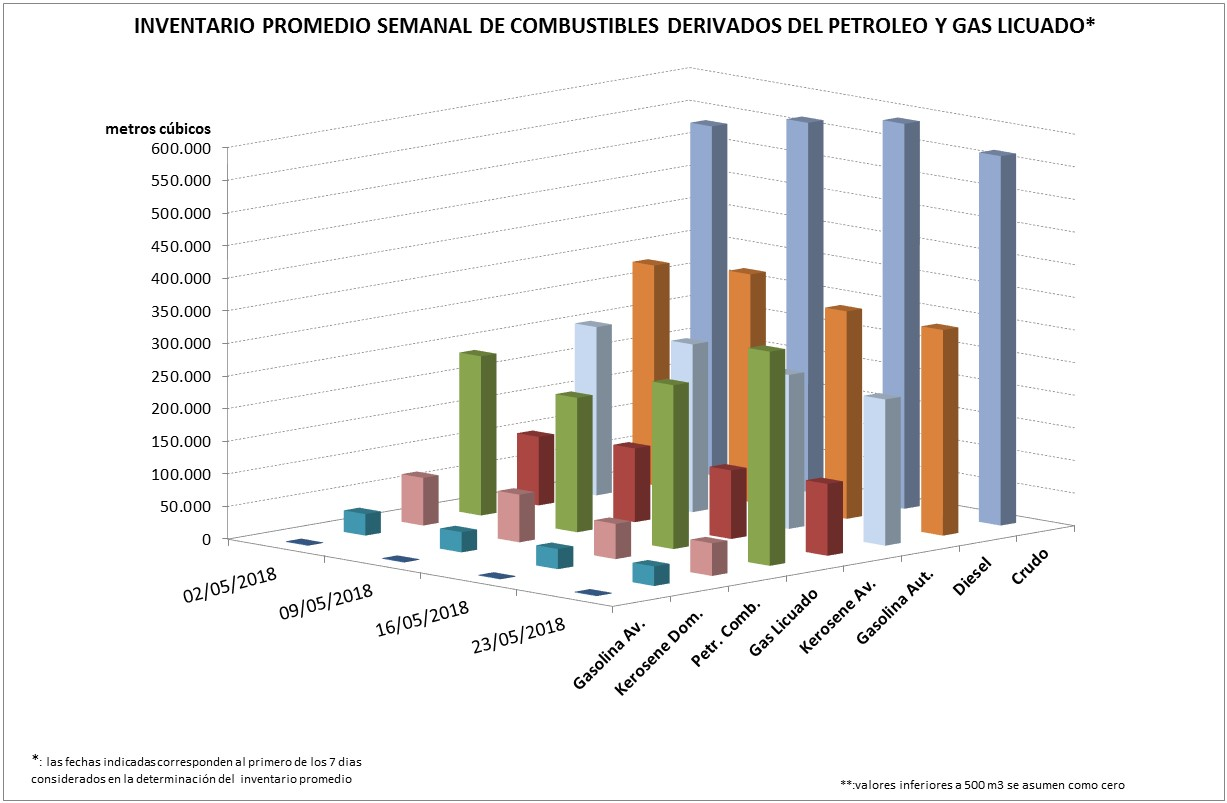 INVENTARIO PROMEDIO SEMANAL DE COMBUSTIBLES DERIVADOS DEL PETROLEO Y GAS LICUADO*
metros cúbicos
600.000
550.000
500.000
450.000
400.000
350.000
300.000
250.000
200.000
150.000
100.000
50.000
0
02/05/2018
09/05/2018
16/05/2018
23/05/2018
Gasolina Av.
Kerosene Dom.
Petr. Comb.
Gas Licuado
Kerosene Av.
Gasolina Aut.
Diesel
Crudo
*: las fechas indicadas corresponden al primero de los 7 dias
considerados en la determinación del inventario promedio
**:valores inferiores a 500 m3 se asumen como cero